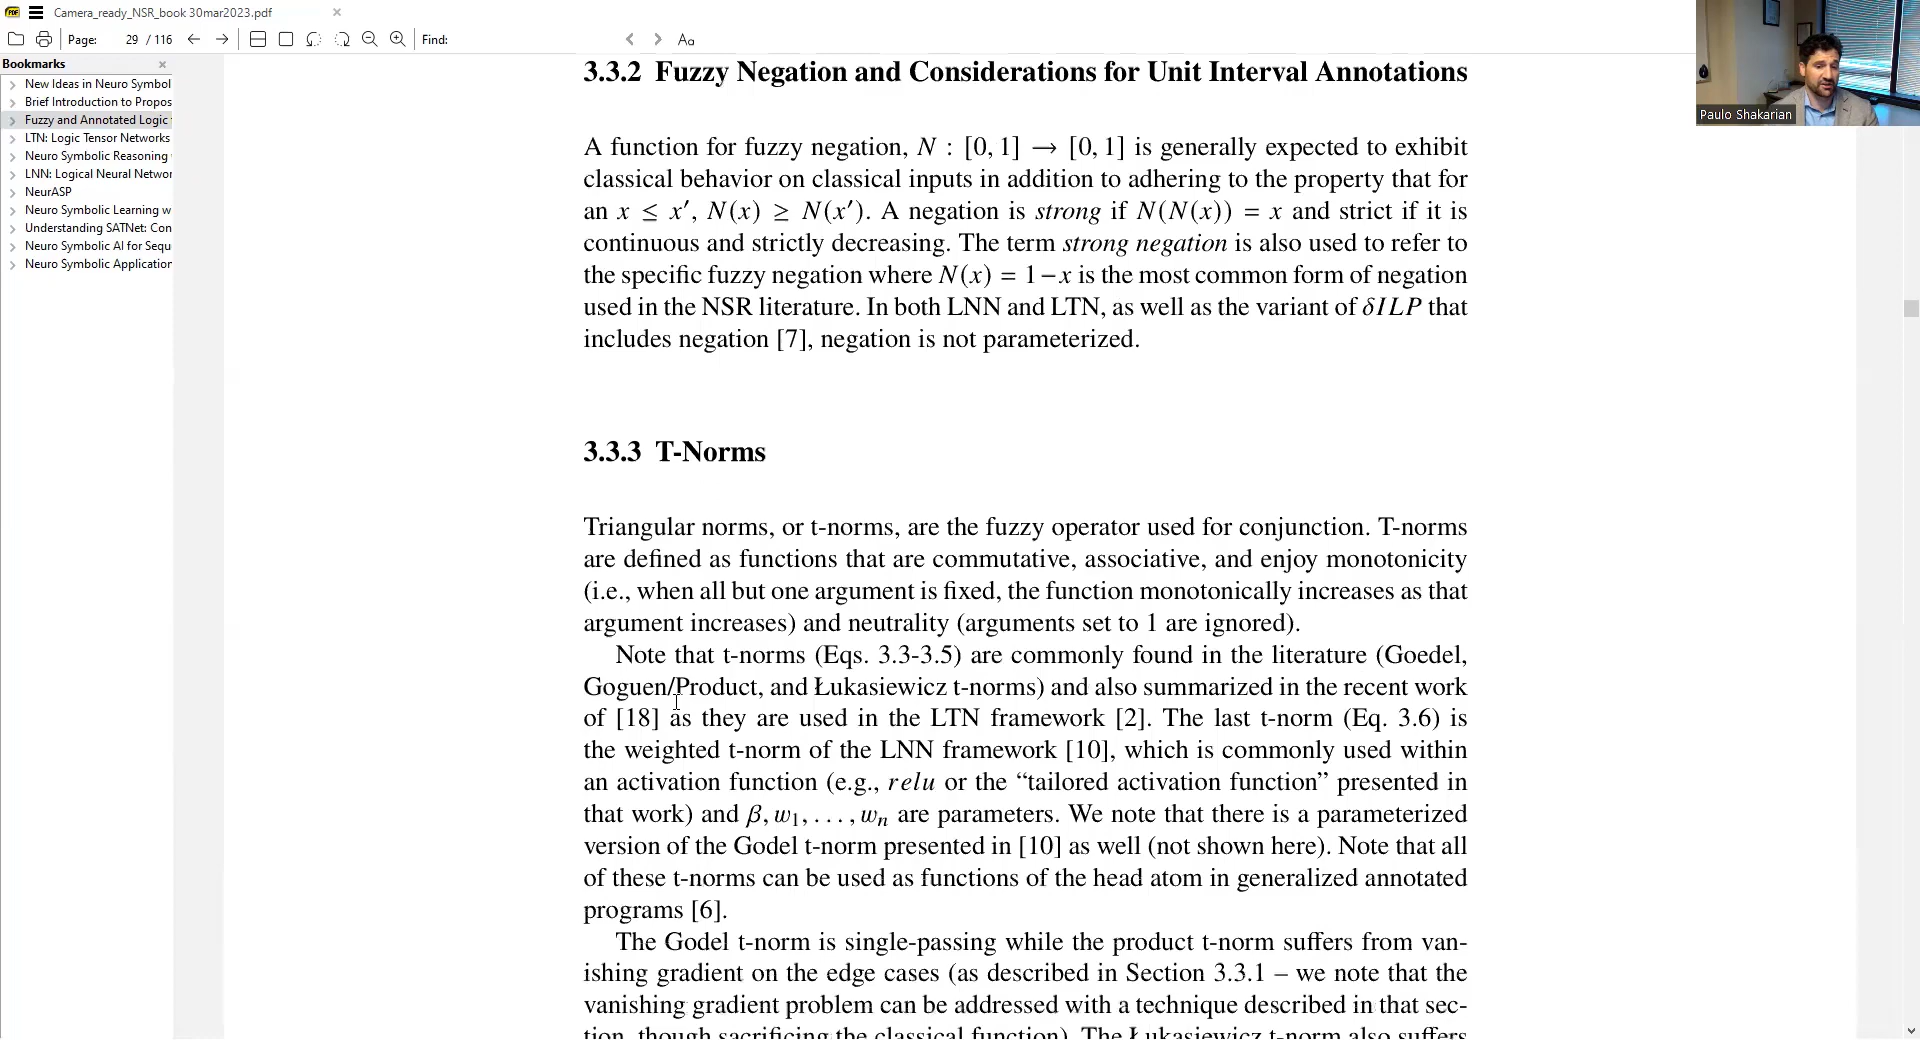 Camera_ready_NSR_book 30mar2023.pdf
Page: 29 / 116 Find: Aa
Bookmarks
New Ideas in Neuro Symbol
Brief Introduction to Propos
Fuzzy and Annotated Logic
LTN: Logic Tensor Networks
Neuro Symbolic Reasoning
LNN: Logical Neural Networ
NeurASP
Neuro Symbolic Learning w
Understanding SATNet: Con
Neuro Symbolic AI for Sequ
Neuro Symbolic Application
3.3.2 Fuzzy Negation and Considerations for Unit Interval Annotations
A function for fuzzy negation, N : [0, 1] → [0, 1] is generally expected to exhibit
classical behavior on classical inputs in addition to adhering to the property that for
an x ≤ x′, N(x) ≥ N(x′). A negation is strong if N(N(x)) = x and strict if it is
continuous and strictly decreasing. The term strong negation is also used to refer to
the specific fuzzy negation where N(x) = 1−x is the most common form of negation
used in the NSR literature. In both LNN and LTN, as well as the variant of δILP that
includes negation [7], negation is not parameterized.
3.3.3 T-Norms
Triangular norms, or t-norms, are the fuzzy operator used for conjunction. T-norms
are defined as functions that are commutative, associative, and enjoy monotonicity
(i.e., when all but one argument is fixed, the function monotonically increases as that
argument increases) and neutrality (arguments set to 1 are ignored).
Note that t-norms (Eqs. 3.3-3.5) are commonly found in the literature (Goedel,
Goguen/Product, and Łukasiewicz t-norms) and also summarized in the recent work
of [18] as they are used in the LTN framework [2]. The last t-norm (Eq. 3.6) is
the weighted t-norm of the LNN framework [10], which is commonly used within
an activation function (e.g., relu or the “tailored activation function” presented in
that work) and β, w1, . . . , wn are parameters. We note that there is a parameterized
version of the Godel t-norm presented in [10] as well (not shown here). Note that all
of these t-norms can be used as functions of the head atom in generalized annotated
programs [6].
The Godel t-norm is single-passing while the product t-norm suffers from van-
ishing gradient on the edge cases (as described in Section 3.3.1 – we note that the
vanishing gradient problem can be addressed with a technique described in that sec-
tion, though sacrificing the classical function). The Łukasiewicz t-norm also suffers
Paulo Shakarian